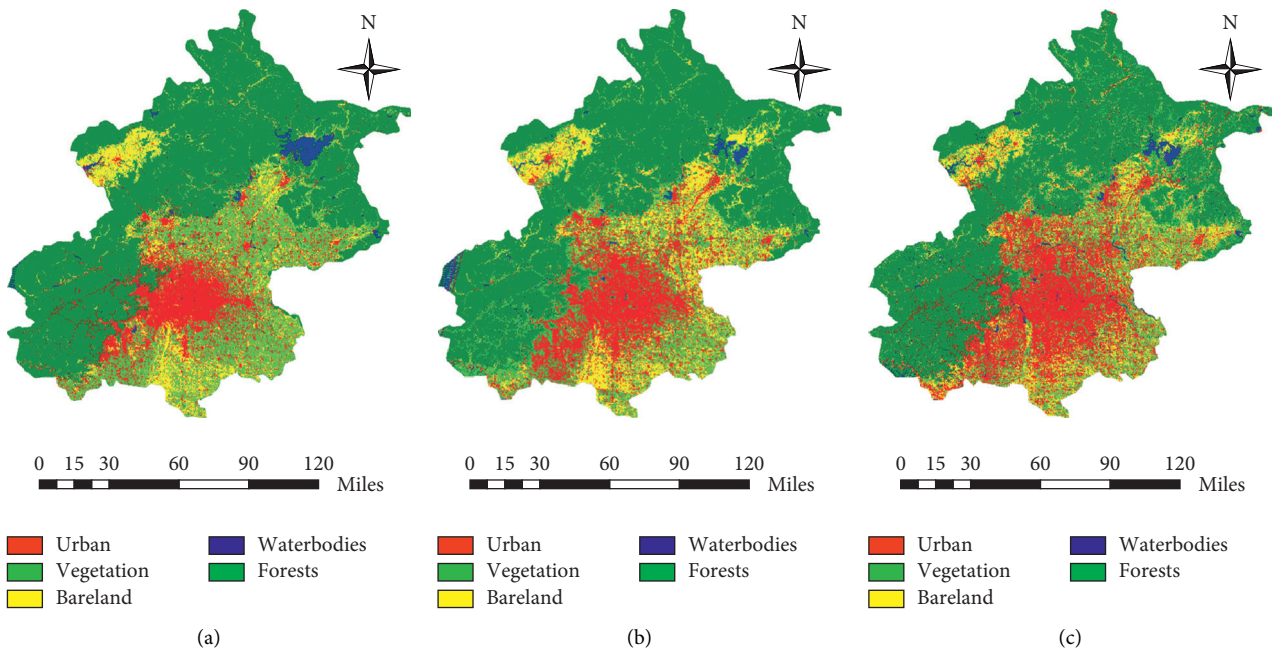 N N N
0 15 30 60 90 120 Miles 0 15 30 60 90 120 Miles 0 15 30 60 90 120 Miles
Urban Waterbodies Urban Waterbodies Urban Waterbodies
Vegetation Forests Vegetation Forests Vegetation Forests
Bareland Bareland Bareland
(a) (b) (c)